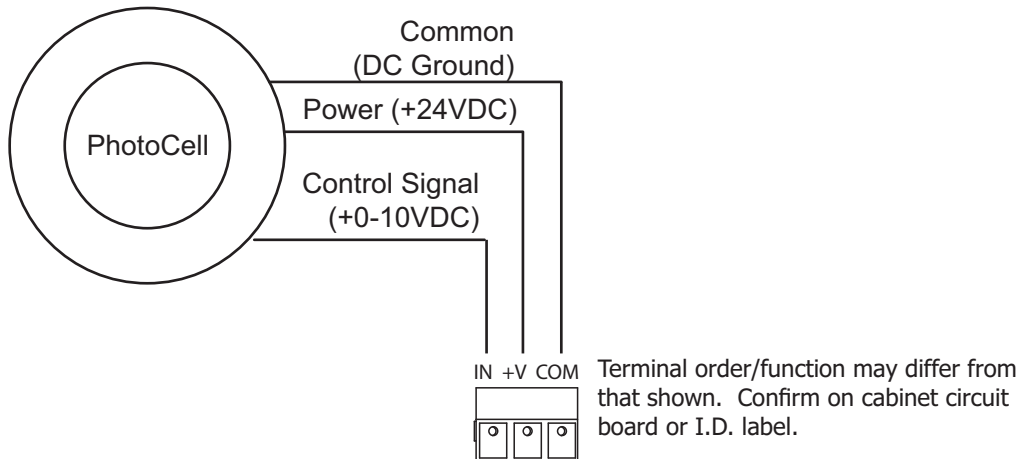 Common
(DC Ground)
Power (+24VDC)
PhotoCell
Control Signal
(+0-10VDC)
IN +V COM
Terminal order/function may differ from
that shown.  Confirm on cabinet circuit
board or I.D. label.